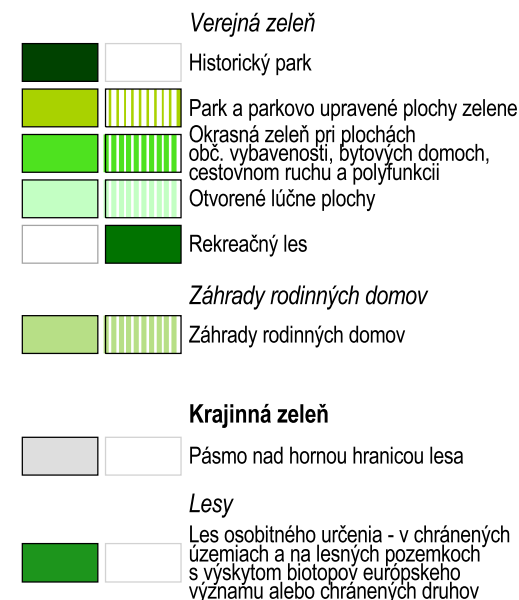 Verejná zeleň
Historický park
Park a parkovo upravené plochy zelene
Okrasná zeleň pri plochách
obč. vybavenosti, bytových domoch,
cestovnom ruchu a polyfunkcii
Otvorené lúčne plochy
Rekreačný les
Záhrady rodinných domov
Záhrady rodinných domov
Krajinná zeleň
Pásmo nad hornou hranicou lesa
Lesy
Les osobitného určenia - v chránených
územiach a na lesných pozemkoch
s výskytom biotopov európskeho
významu alebo chránených druhov